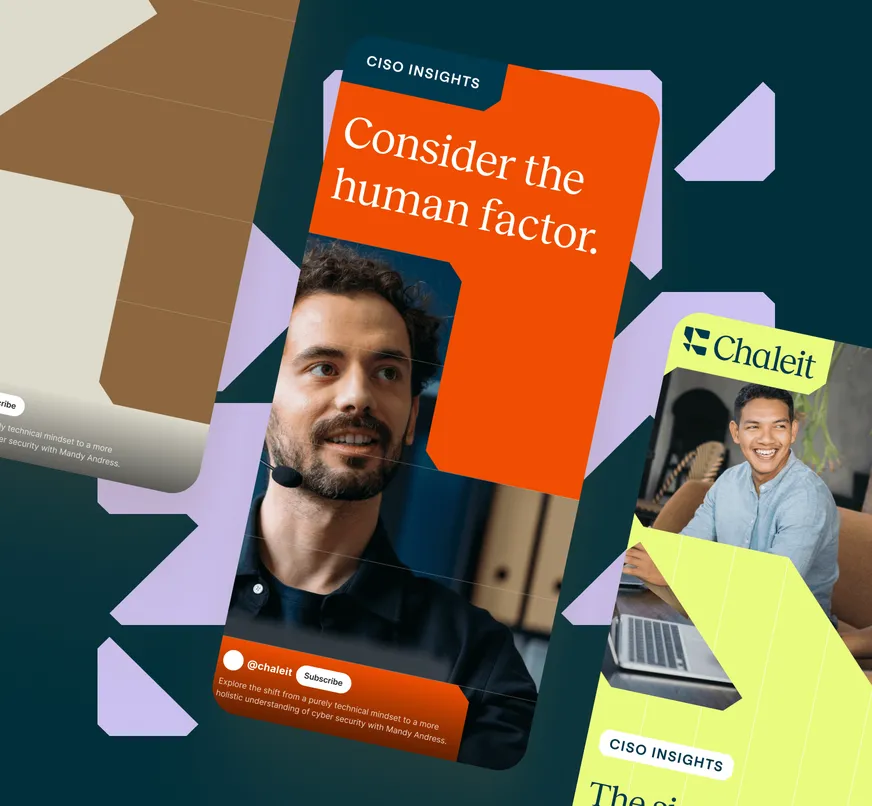 CISO INSIGHTS
Consider the
human factor.
@chaleit Subscribe
Explore the shift from a purely technical mindset to a more
holistic understanding of cyber security with Mandy Andress.
technical mindset to a more
security with Mandy Andress.
Chaleit
CISO INSIGHTS
The